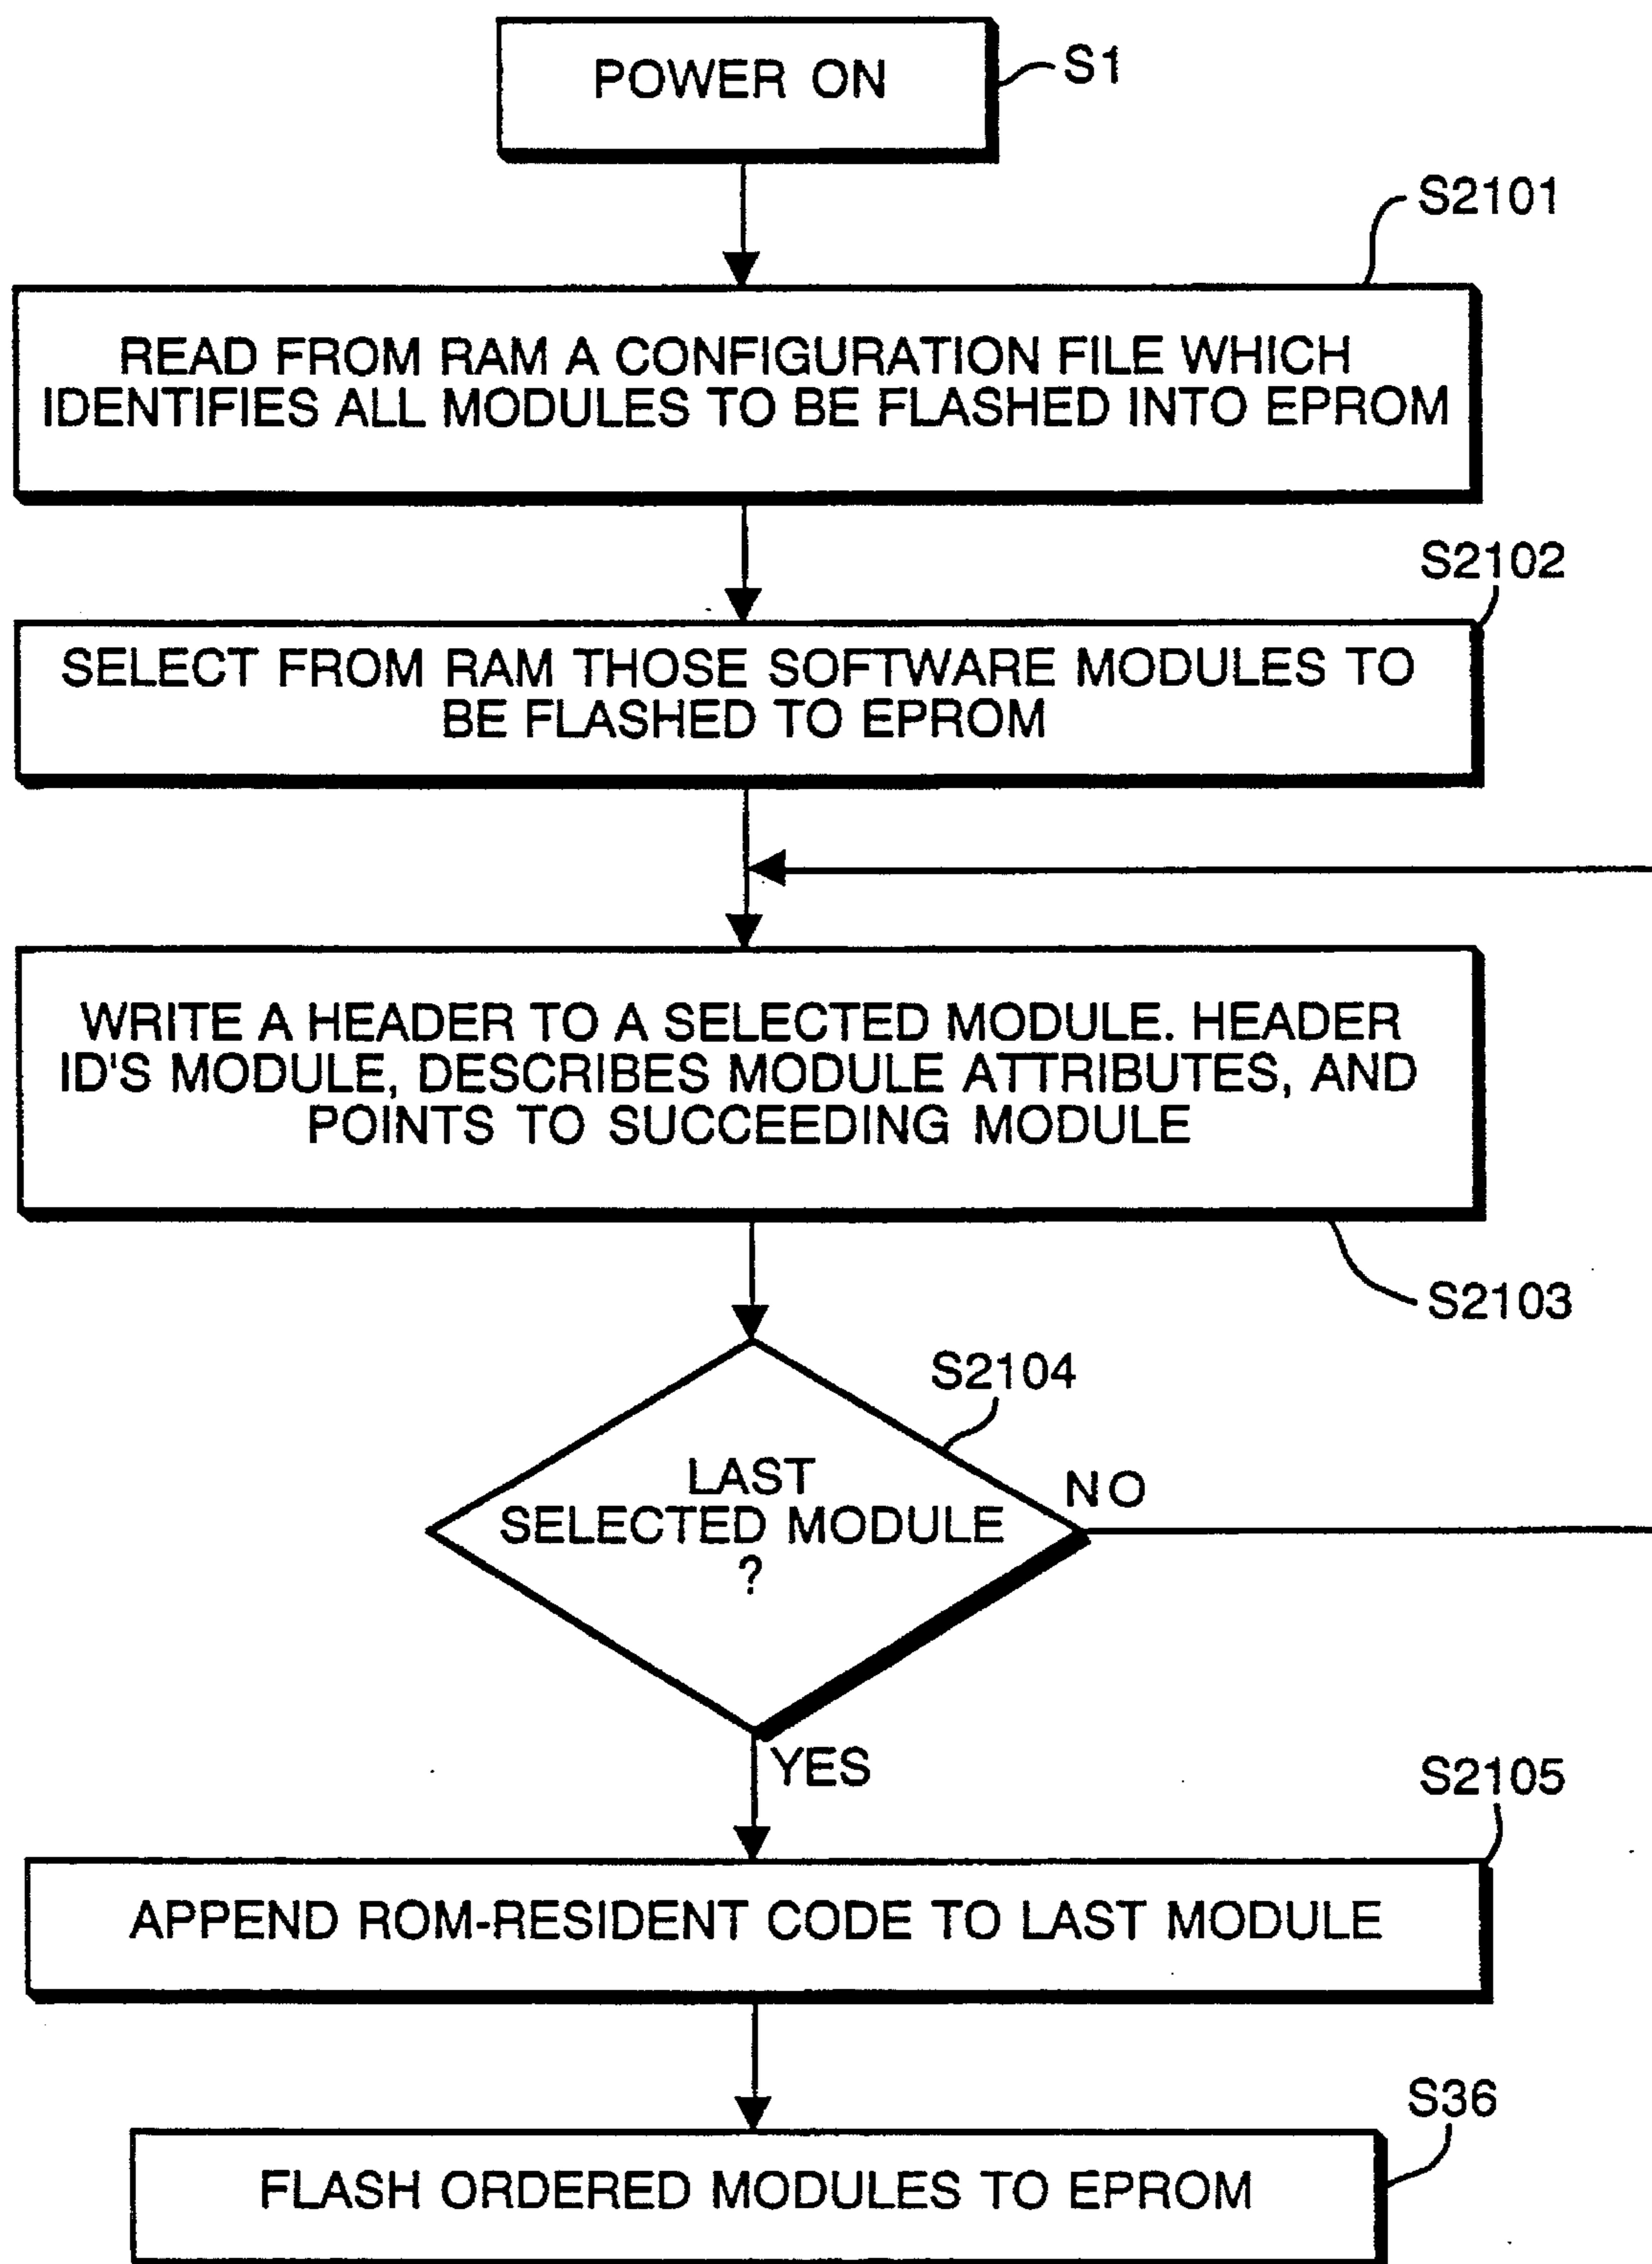 POWER ON
S1
S2101
READ FROM RAM A CONFIGURATION FILE WHICH
IDENTIFIES ALL MODULES TO BE FLASHED INTO EPROM
S2102
SELECT FROM RAM THOSE SOFTWARE MODULES TO
BE FLASHED TO EPROM
WRITE A HEADER TO A SELECTED MODULE. HEADER
ID'S MODULE, DESCRIBES MODULE ATTRIBUTES, AND
POINTS TO SUCCEEDING MODULE
S2103
S2104
LAST
SELECTED MODULE
?
NO
YES
S2105
APPEND ROM-RESIDENT CODE TO LAST MODULE
S36
FLASH ORDERED MODULES TO EPROM